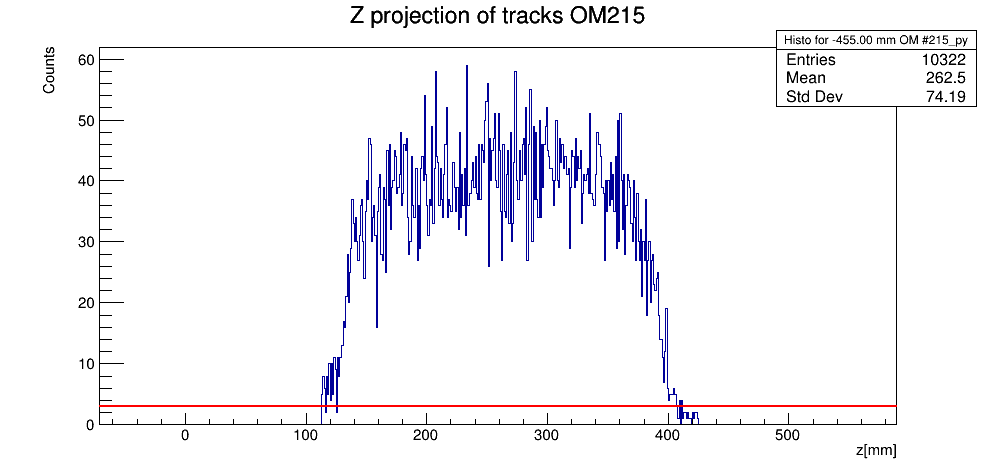 Z projection of tracks OM215
Histo for -455.00 mm OM #215_py
Entries 10322
Mean 262.5
Std Dev 74.19
Counts
60
50
40
30
20
10
0
0 100 200 300 400 500
z[mm]